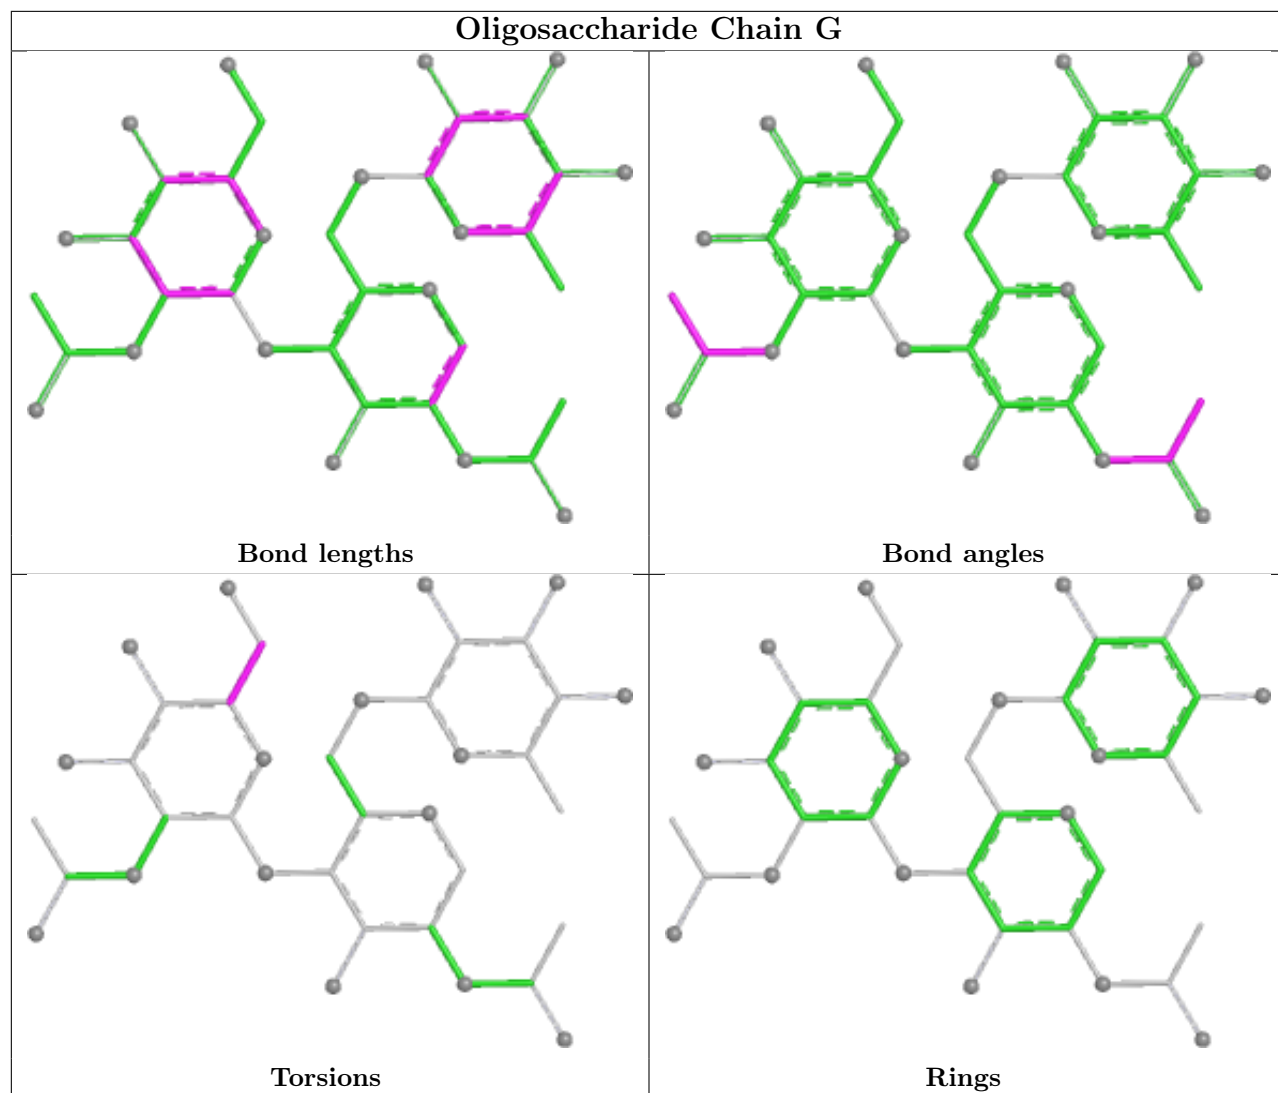 Oligosaccharide Chain G
Bond lengths
Bond angles
Torsions
Rings